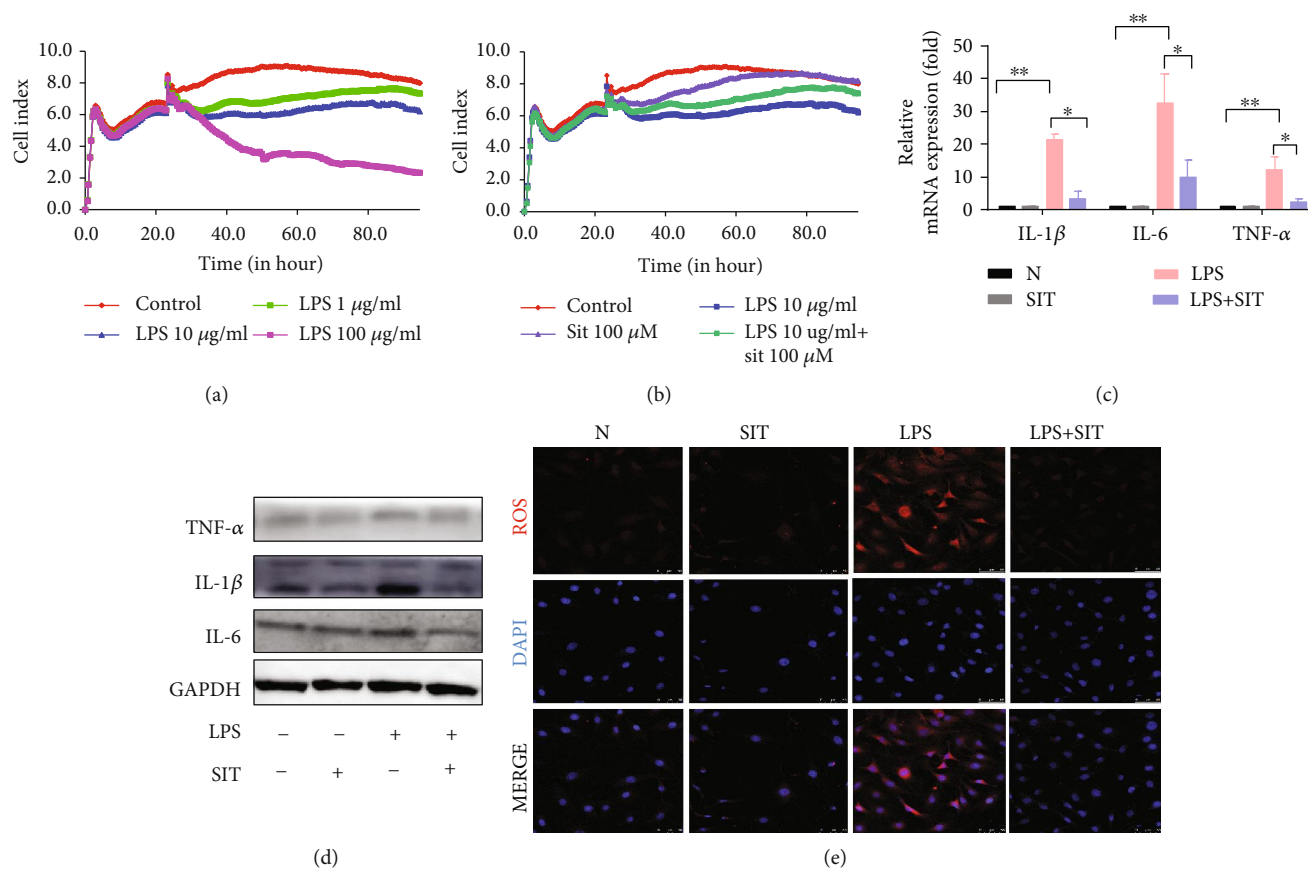 10.0
8.0
6.0
4.0
2.0
0.0
Cell index
0.0 20.0 40.0 60.0 80.0
Time (in hour)
Control
LPS 1 μg/ml
LPS 10 μg/ml
LPS 100 μg/ml
(a)
10.0
8.0
6.0
4.0
2.0
0.0
Cell index
0.0 20.0 40.0 60.0 80.0
Time (in hour)
Control
LPS 10 μg/ml
Sit 100 μM
LPS 10 ug/ml+
sit 100 μM
(b)
50
40
30
20
10
0
Relative
mRNA expression (fold)
** * ** * ** *
IL-1β IL-6 TNF-α
N
LPS
SIT
LPS+SIT
(c)
TNF-α
IL-1β
IL-6
GAPDH
LPS − − + +
SIT − + − +
(d)
N SIT LPS LPS+SIT
ROS
DAPI
MERGE
(e)